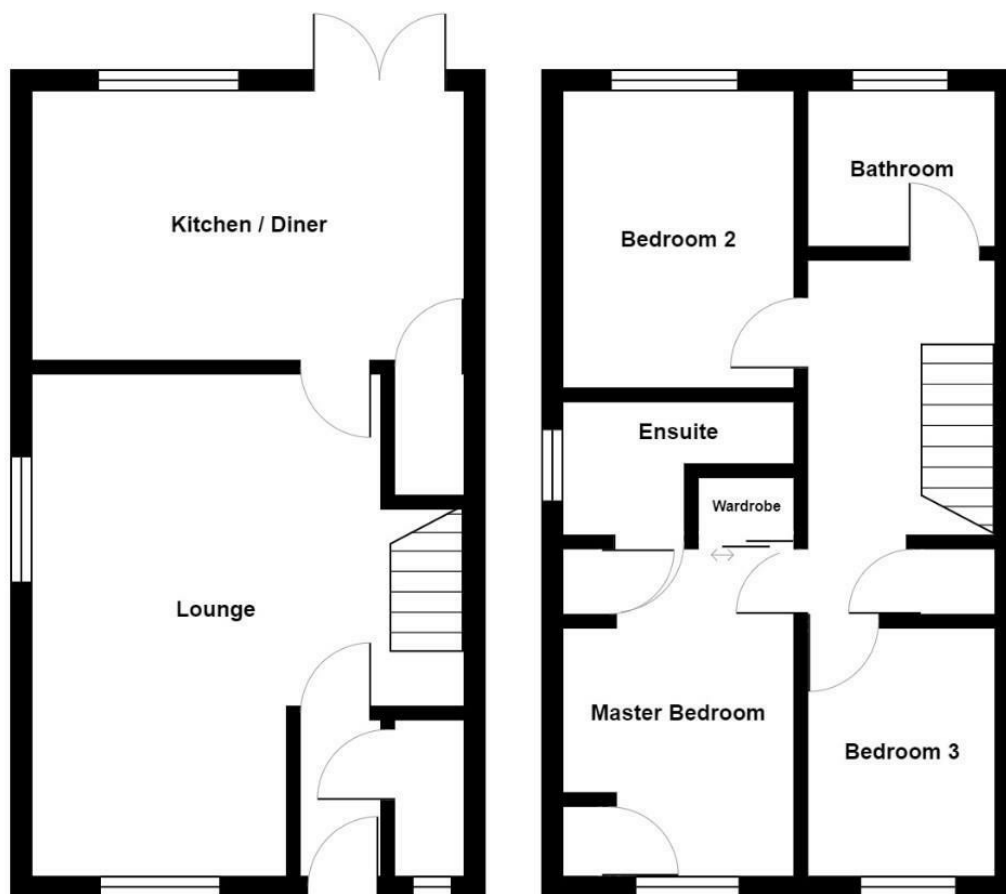 Kitchen / Diner
Lounge
Bedroom 2
Bathroom
Ensuite
Wardrobe
Master Bedroom
Bedroom 3